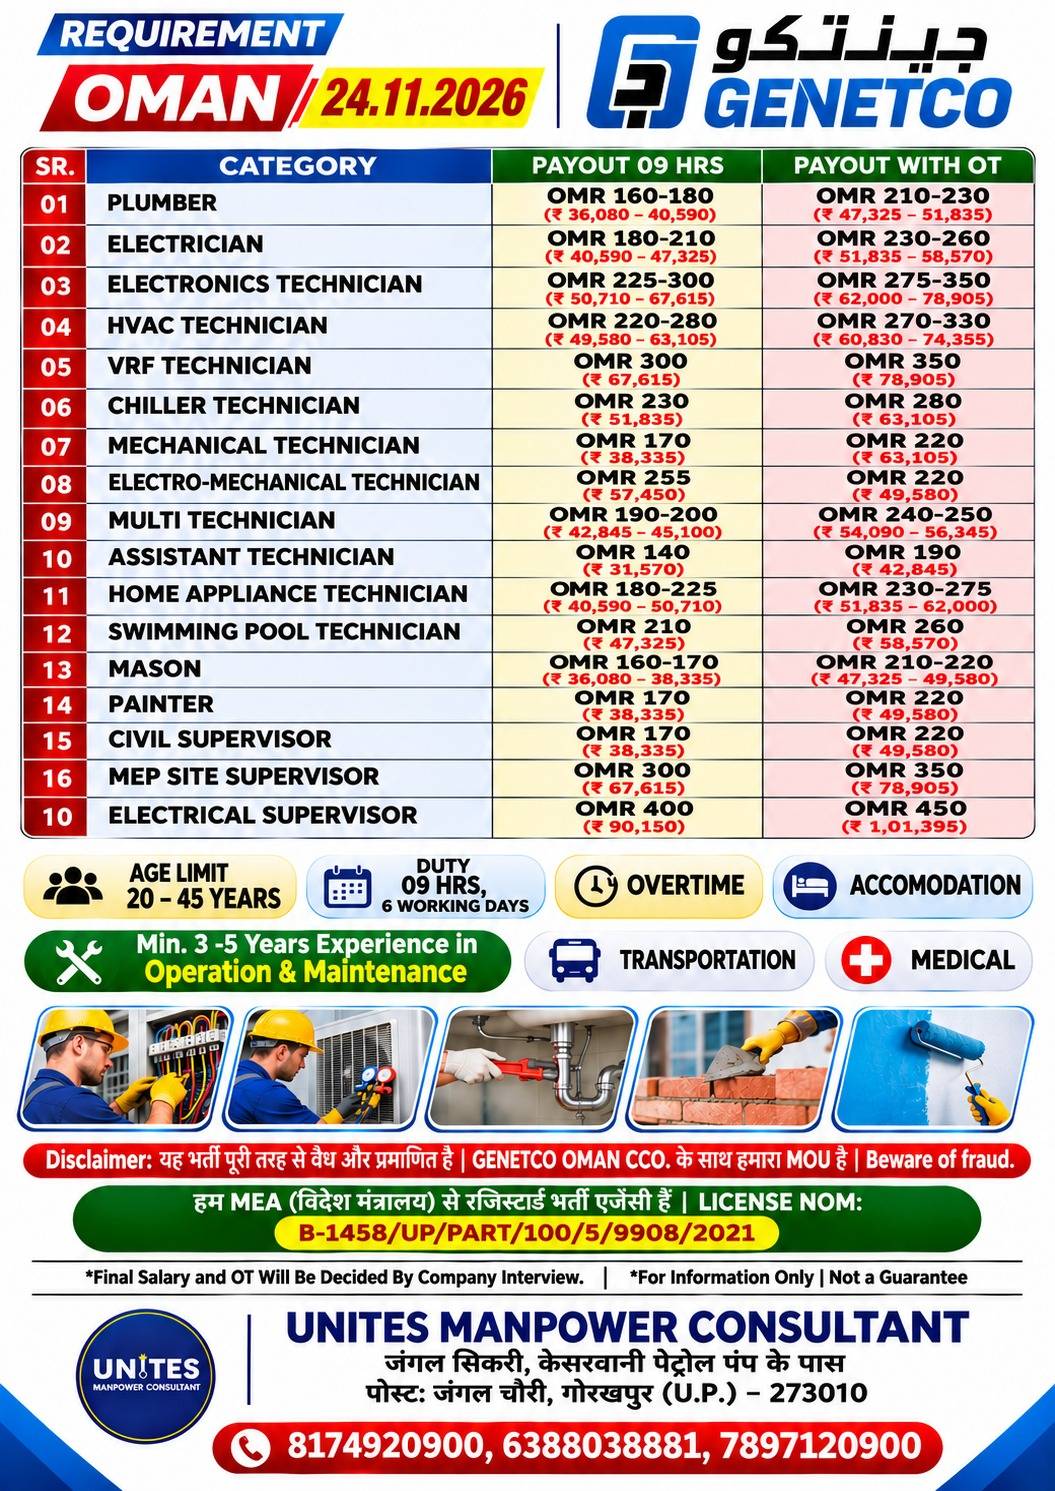 REQUIREMENT
OMAN 24.11.2026
جينتكو
GENETCO
SR. CATEGORY PAYOUT 09 HRS PAYOUT WITH OT
01 PLUMBER OMR 160-180 (₹ 36,080 – 40,590) OMR 210-230 (₹ 47,325 – 51,835)
02 ELECTRICIAN OMR 180-210 (₹ 40,590 – 47,325) OMR 230-260 (₹ 51,835 – 58,570)
03 ELECTRONICS TECHNICIAN OMR 225-300 (₹ 50,710 – 67,615) OMR 275-350 (₹ 62,000 – 78,905)
04 HVAC TECHNICIAN OMR 220-280 (₹ 49,580 – 63,105) OMR 270-330 (₹ 60,830 – 74,355)
05 VRF TECHNICIAN OMR 300 (₹ 67,615) OMR 350 (₹ 78,905)
06 CHILLER TECHNICIAN OMR 230 (₹ 51,835) OMR 280 (₹ 63,105)
07 MECHANICAL TECHNICIAN OMR 170 (₹ 38,335) OMR 220 (₹ 63,105)
08 ELECTRO-MECHANICAL TECHNICIAN OMR 255 (₹ 57,450) OMR 220 (₹ 49,580)
09 MULTI TECHNICIAN OMR 190-200 (₹ 42,845 – 45,100) OMR 240-250 (₹ 54,090 – 56,345)
10 ASSISTANT TECHNICIAN OMR 140 (₹ 31,570) OMR 190 (₹ 42,845)
11 HOME APPLIANCE TECHNICIAN OMR 180-225 (₹ 40,590 – 50,710) OMR 230-275 (₹ 51,835 – 62,000)
12 SWIMMING POOL TECHNICIAN OMR 210 (₹ 47,325) OMR 260 (₹ 58,570)
13 MASON OMR 160-170 (₹ 36,080 – 38,335) OMR 210-220 (₹ 47,325 – 49,580)
14 PAINTER OMR 170 (₹ 38,335) OMR 220 (₹ 49,580)
15 CIVIL SUPERVISOR OMR 170 (₹ 38,335) OMR 220 (₹ 49,580)
16 MEP SITE SUPERVISOR OMR 300 (₹ 67,615) OMR 350 (₹ 78,905)
10 ELECTRICAL SUPERVISOR OMR 400 (₹ 90,150) OMR 450 (₹ 1,01,395)
AGE LIMIT
20 – 45 YEARS
DUTY
09 HRS,
6 WORKING DAYS
OVERTIME
ACCOMODATION
Min. 3 -5 Years Experience in
Operation & Maintenance
TRANSPORTATION
MEDICAL
Disclaimer: यह भर्ती पूरी तरह से वैध और प्रमाणित है | GENETCO OMAN CCO. के साथ हमारा MOU है | Beware of fraud.
हम MEA (विदेश मंत्रालय) से रजिस्टार्ड भर्ती एजेंसी हैं | LICENSE NOM:
B-1458/UP/PART/100/5/9908/2021
*Final Salary and OT Will Be Decided By Company Interview. | *For Information Only | Not a Guarantee
UNITES
MANPOWER CONSULTANT
UNITES MANPOWER CONSULTANT
जंगल सिकरी, केसरवानी पेट्रोल पंप के पास
पोस्ट: जंगल चौरी, गोरखपुर (U.P.) – 273010
8174920900, 6388038881, 7897120900